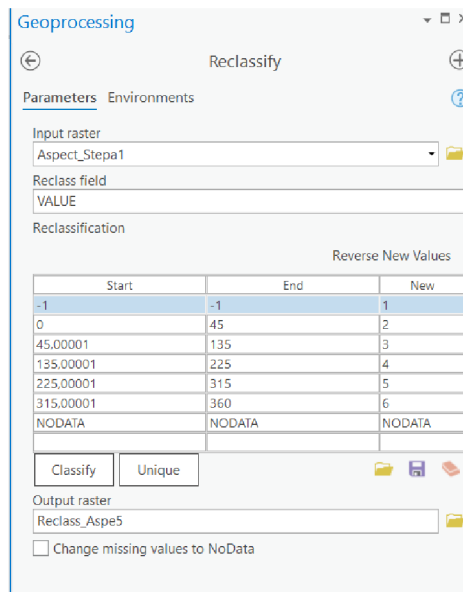 Geoprocessing
Reclassify
Parameters Environments
Input raster
Aspect_Stepa1
Reclass field
VALUE
Reclassification
Reverse New Values
Start End New
-1 -1 1
0 45 2
45,00001 135 3
135,00001 225 4
225,00001 315 5
315,00001 360 6
NODATA NODATA NODATA
Classify Unique
Output raster
Reclass_Aspe5
Change missing values to NoData